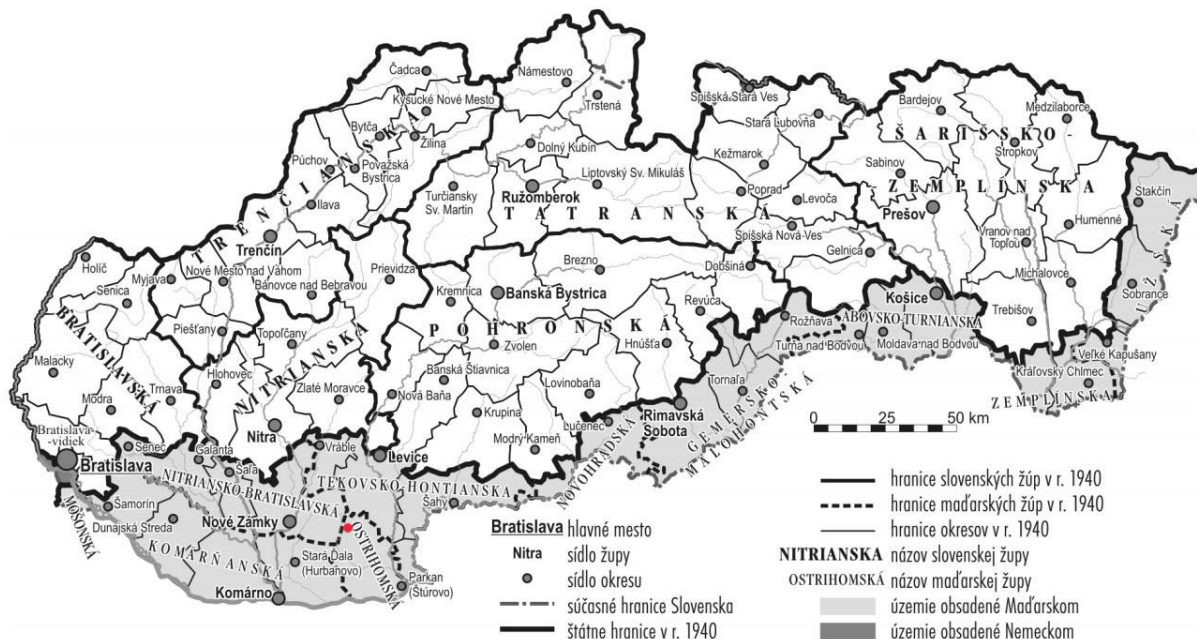 Čadca
Námestovo
Trstená
Kysucké Nové Mesto
Bytča
Žilina
Púchov
Považská
Bystrica
Ilava
TRENČIANSKA
Trenčín
Dolný Kubín
Turčiansky
Sv. Martin
Ružomberok
Liptovský Sv. Mikuláš
TATRANSKÁ
Spišská Stará Ves
Stará Ľubovňa
Kežmarok
Poprad
Levoča
Spišská Nová Ves
Gelnica
Bardejov
Medzilaborce
ŠARIŠSKO-
Stropkov
Sabinov
-ZEMPLÍNSKA
Prešov
Stakčín
Humenné
Vranov nad
Topľou
Michalovce
Sobrance
UŽSKÁ
Trebišov
Veľké Kapušany
Kráľovský Chlmec
ZEMPLÍNSKA
Holíč
Senica
Myjava
Nové Mesto nad Váhom
Bánovce nad Bebravou
Prievidza
Piešťany
Topoľčany
BRATISLAVSKÁ
Malacky
Modra
Trnava
Hlohovec
NITRIANSKA
Zlaté Moravce
Nitra
Bratislava
-vidiek
Bratislava
Senec
Galanta
Šaľa
Vráble
Levice
Kremnica
Banská Bystrica
Brezno
Dobšiná
Revúca
POHRONSKÁ
Zvolen
Hnúšťa
Banská Štiavnica
Nová Baňa
Krupina
Lovinobaňa
Modrý Kameň
Lučenec
Rimavská
Sobota
Tornaľa
Rožňava
Turňa nad Bodvou
Košice
ABOVSKO-TURNIANSKA
Moldava nad Bodvou
GEMERSKO-
MALOHONTSKÁ
NOVOHRADSKÁ
TEKOVSKO-HONTIANSKA
Šahy
NITRIANSKO-BRATISLAVSKÁ
MOŠONSKÁ
Šamorín
Dunajská Streda
Nové Zámky
KOMÁRŇANSKÁ
Stará Ďala
(Hurbanovo)
OSTRIHOMSKÁ
Parkan
(Štúrovo)
Komárno
0 10 20 30 40 50 km
Bratislava hlavné mesto
Nitra sídlo župy
sídlo okresu
súčasné hranice Slovenska
štátne hranice v r. 1940
hranice slovenských žúp v r. 1940
hranice maďarských žúp v r. 1940
hranice okresov v r. 1940
NITRIANSKA názov slovenskej župy
OSTRIHOMSKÁ názov maďarskej župy
územie obsadené Maďarskom
územie obsadené Nemeckom